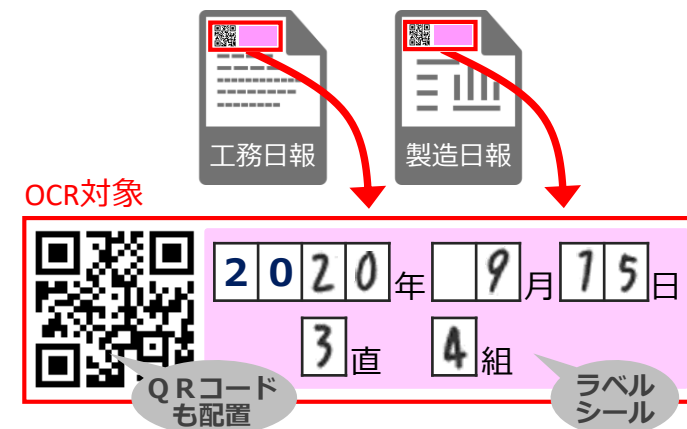 工務日報
製造日報
OCR対象
2020年 9月15日
3直 4組
QRコード
も配置
ラベル
シール